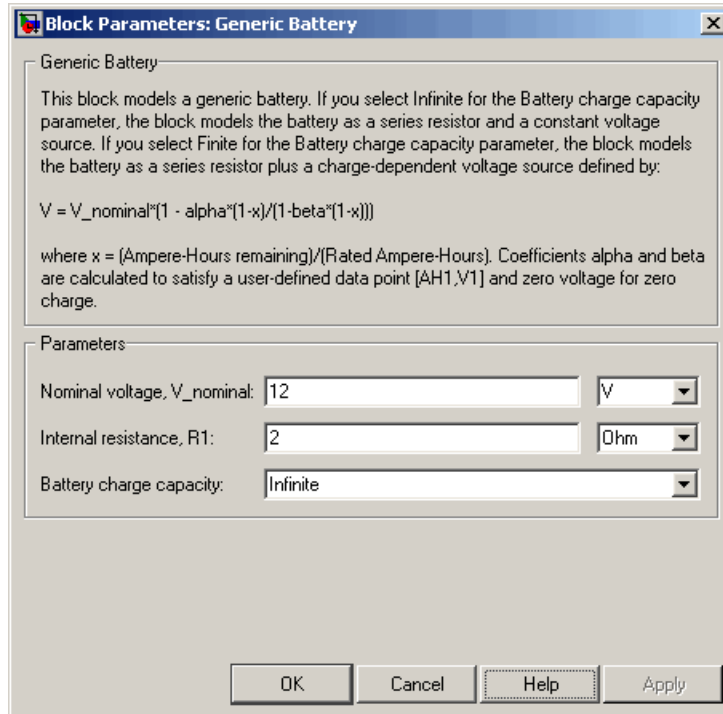 Block Parameters: Generic Battery
Generic Battery
This block models a generic battery. If you select Infinite for the Battery charge capacity
parameter, the block models the battery as a series resistor and a constant voltage
source. If you select Finite for the Battery charge capacity parameter, the block models
the battery as a series resistor plus a charge-dependent voltage source defined by:
V = V_nominal*(1 - alpha*(1-x)/(1-beta*(1-x)))
where x = (Ampere-Hours remaining)/(Rated Ampere-Hours). Coefficients alpha and beta
are calculated to satisfy a user-defined data point [AH1,V1] and zero voltage for zero
charge.
Parameters
Nominal voltage, V_nominal: 12 V
Internal resistance, R1: 2 Ohm
Battery charge capacity: Infinite
OK Cancel Help Apply